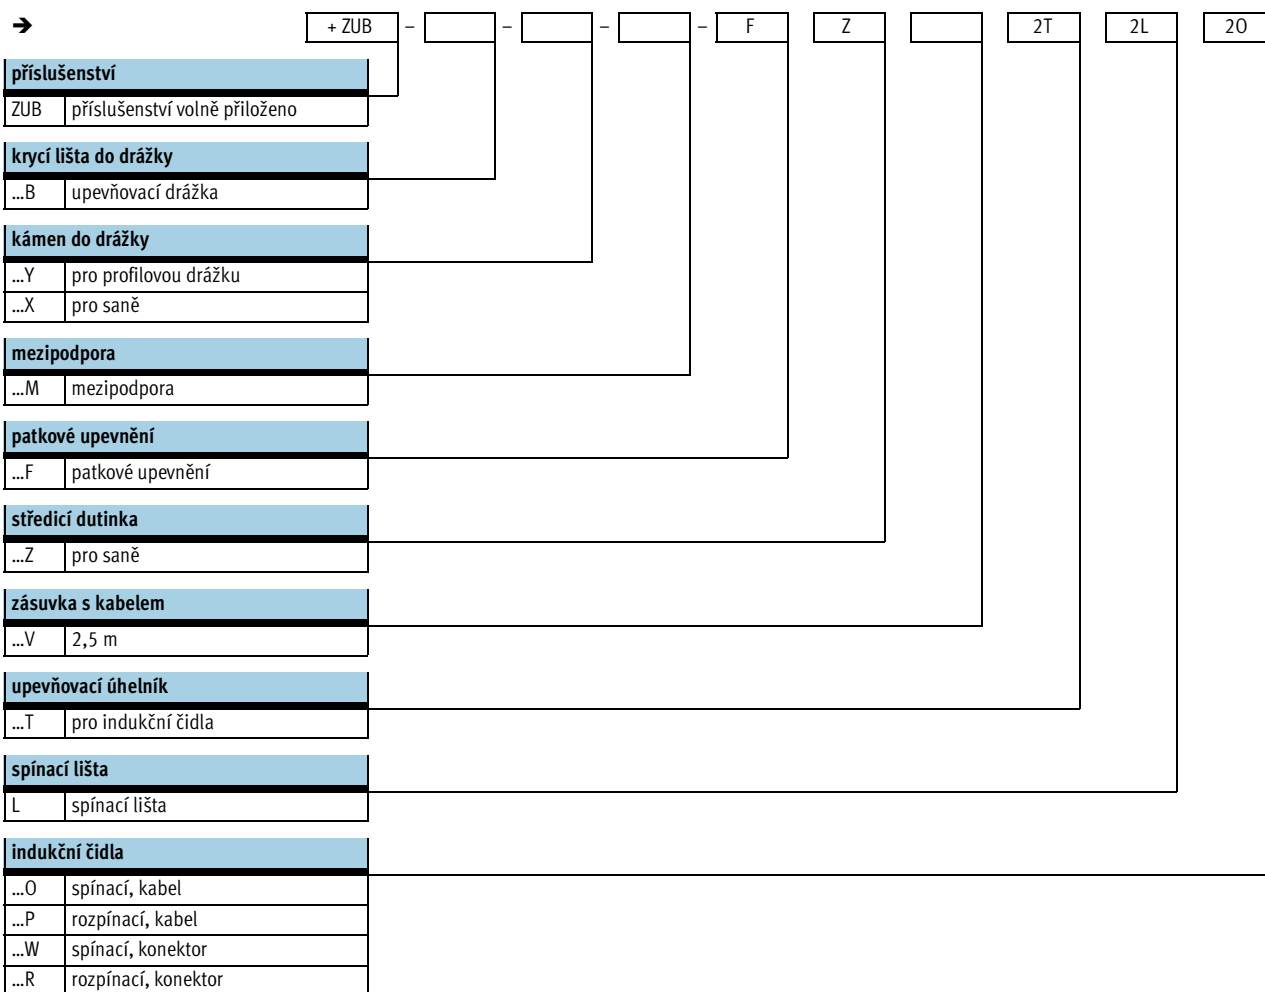 ➔ + ZUB – – – – F Z 2T 2L 2O
příslušenství
ZUB příslušenství volně přiloženo
krycí lišta do drážky
...B upevňovací drážka
kámen do drážky
...Y pro profilovou drážku
...X pro saně
mezipodpora
...M mezipodpora
patkové upevnění
...F patkové upevnění
středicí dutinka
...Z pro saně
zásuvka s kabelem
...V 2,5 m
upevňovací úhelník
...T pro indukční čidla
spínací lišta
L spínací lišta
indukční čidla
...O spínací, kabel
...P rozpínací, kabel
...W spínací, konektor
...R rozpínací, konektor